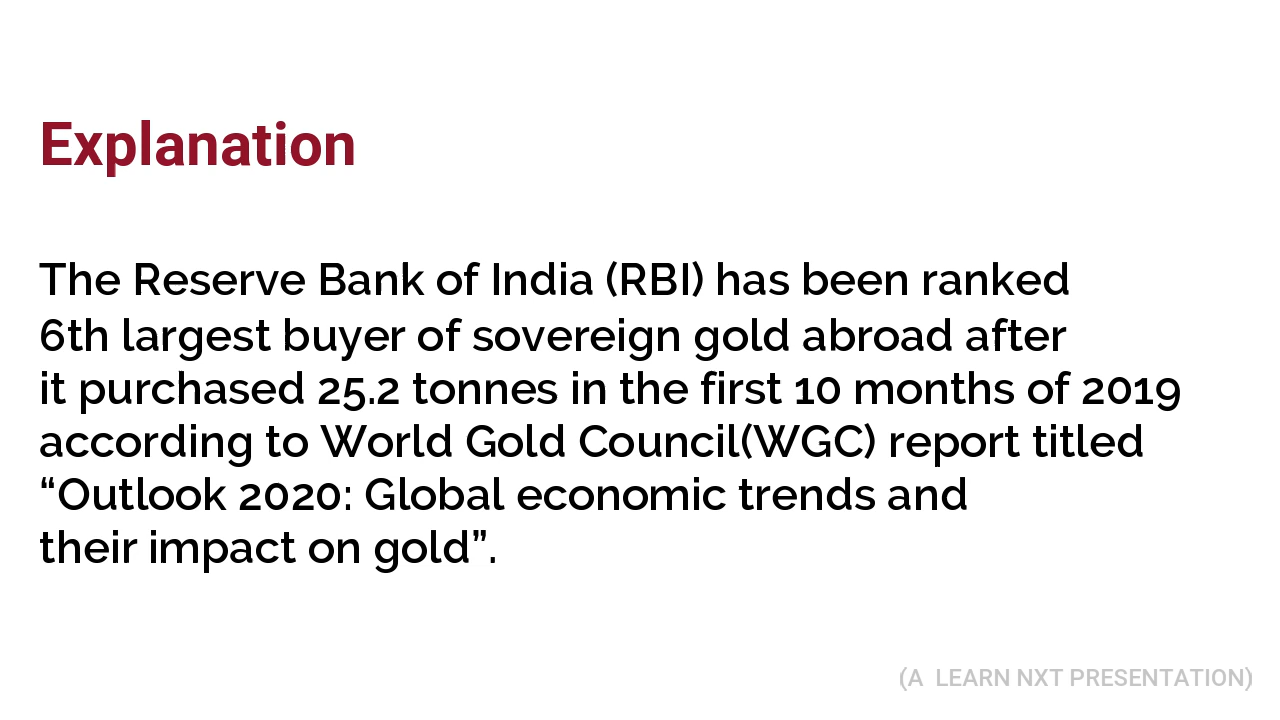 Explanation
The Reserve Bank of India (RBI) has been ranked
6th largest buyer of sovereign gold abroad after
it purchased 25.2 tonnes in the first 10 months of 2019
according to World Gold Council(WGC) report titled
“Outlook 2020: Global economic trends and
their impact on gold”.
(A  LEARN NXT PRESENTATION)